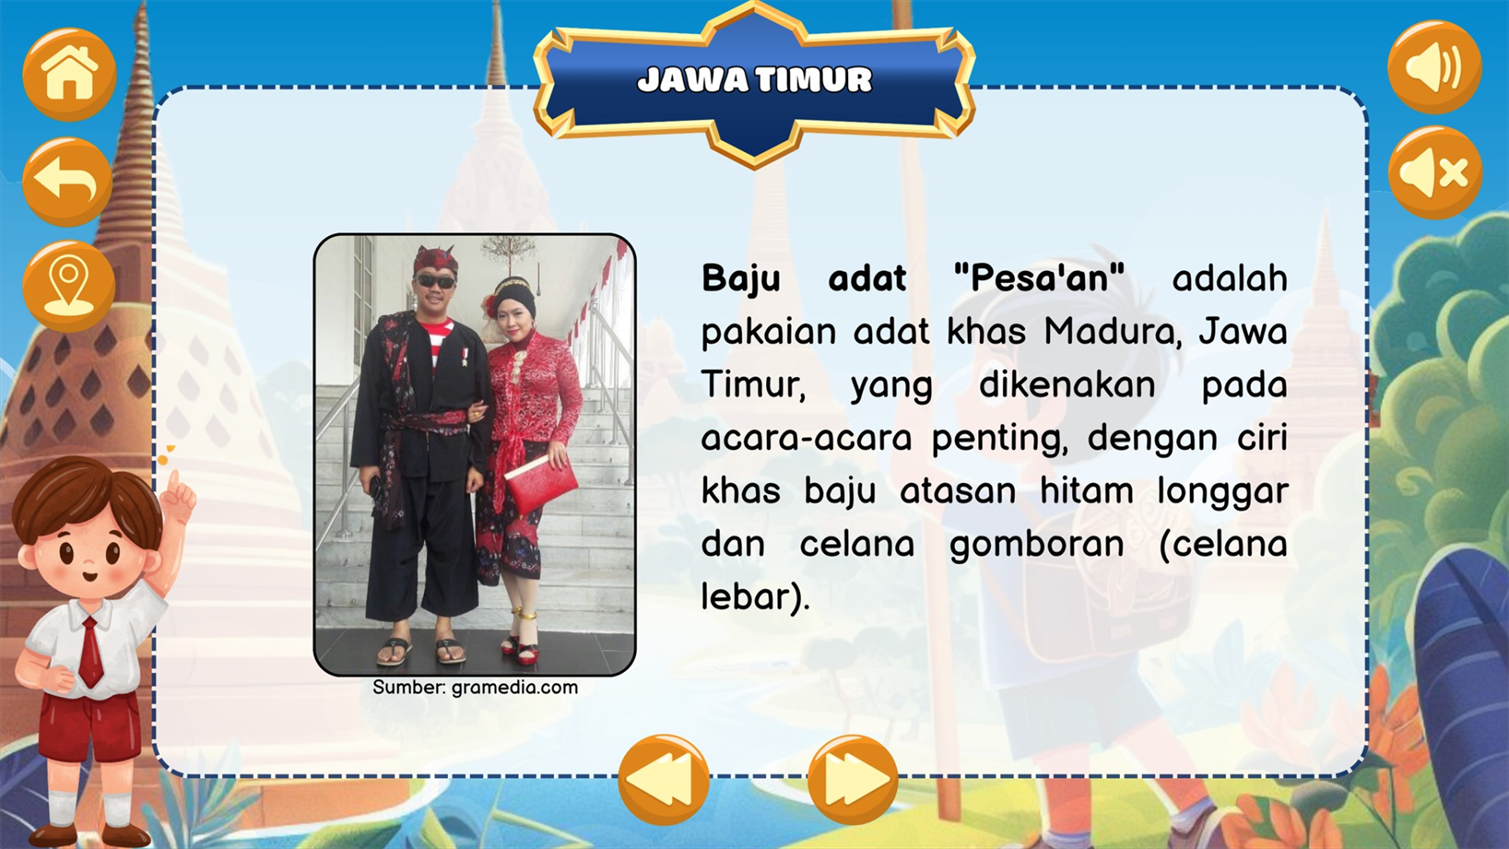 JAWA TIMUR
Baju adat "Pesa'an" adalah
pakaian adat khas Madura, Jawa
Timur, yang dikenakan pada
acara-acara penting, dengan ciri
khas baju atasan hitam longgar
dan celana gomboran (celana
lebar).
Sumber: gramedia.com